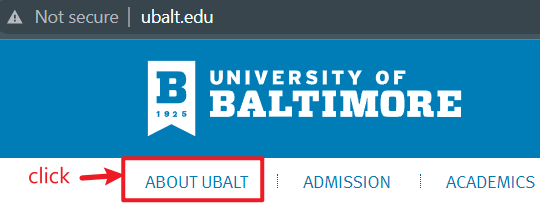 Not secure | ubalt.edu
B
1925
UNIVERSITY OF
BALTIMORE
click
ABOUT UBALT
ADMISSION
ACADEMICS